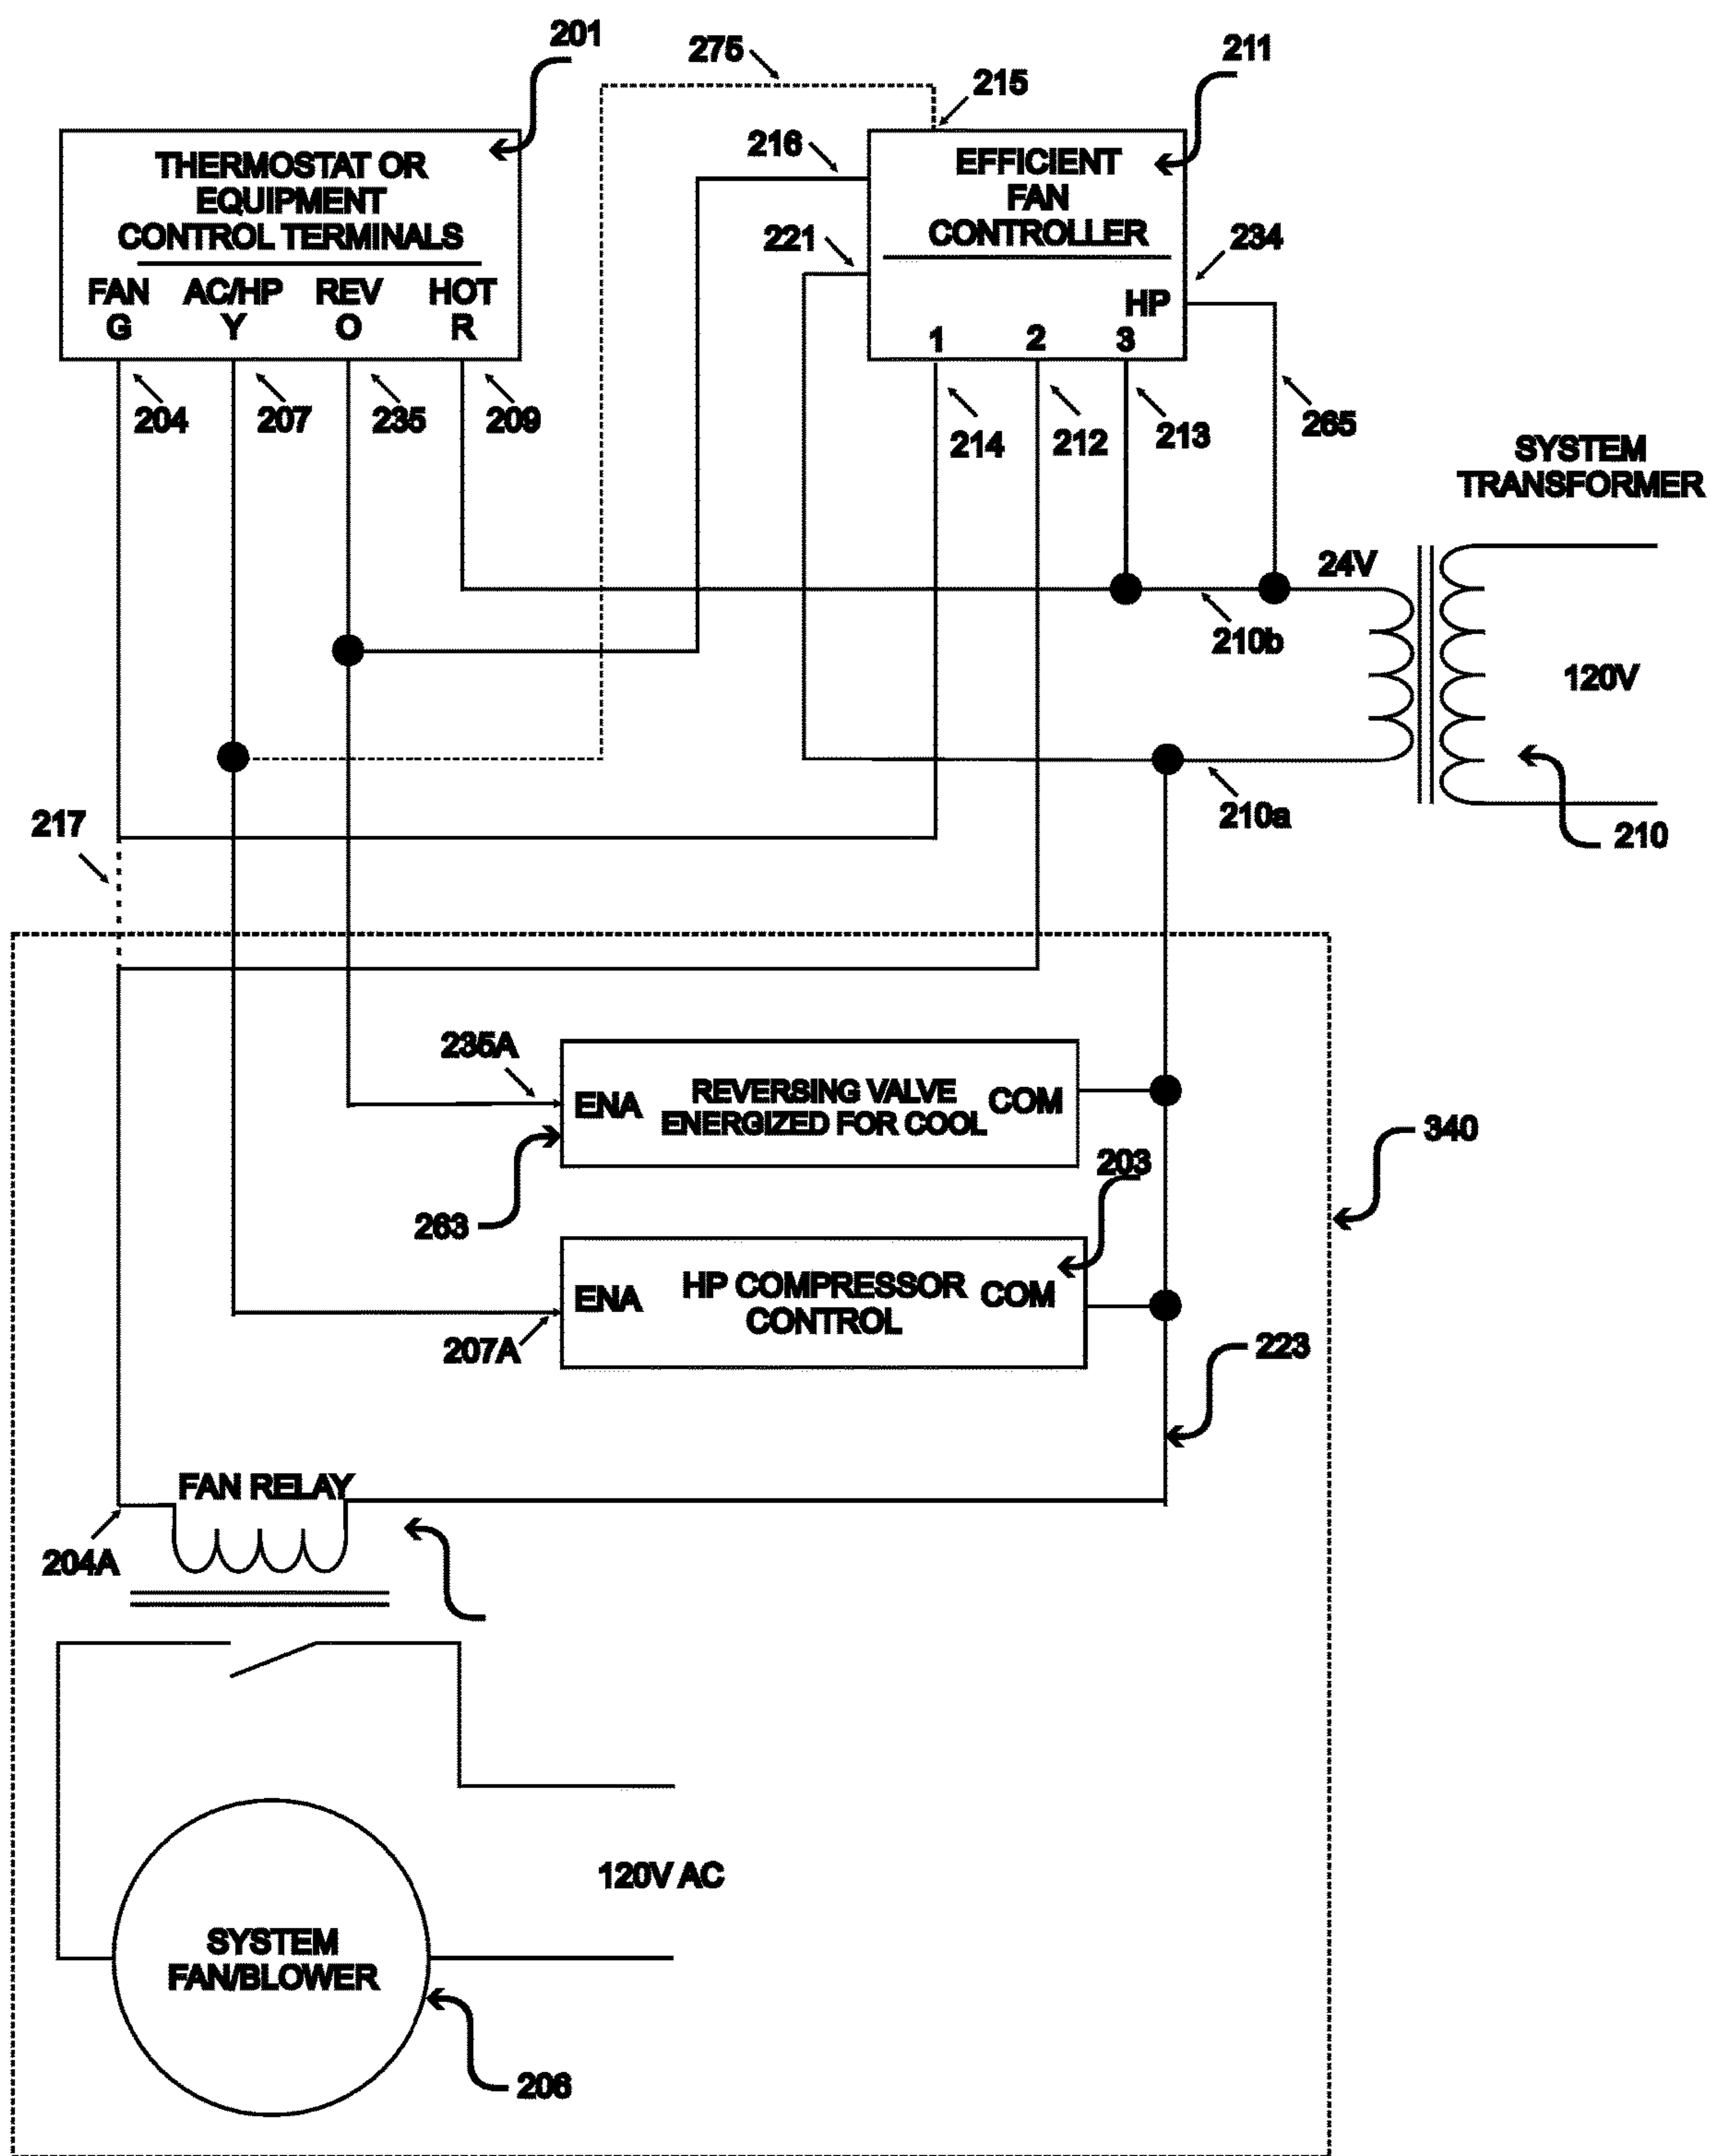 201
275
215
211
THERMOSTAT OR
EQUIPMENT
CONTROL TERMINALS
FAN AC/HP REV HOT
G Y O R
216
221
EFFICIENT
FAN
CONTROLLER
HP
1 2 3
234
204
207
235
209
214
212
213
265
SYSTEM
TRANSFORMER
24V
210b
120V
210a
210
217
235A
ENA
REVERSING VALVE
ENERGIZED FOR COOL
COM
263
203
340
ENA
HP COMPRESSOR
CONTROL
COM
207A
223
FAN RELAY
204A
120V AC
SYSTEM
FAN/BLOWER
206